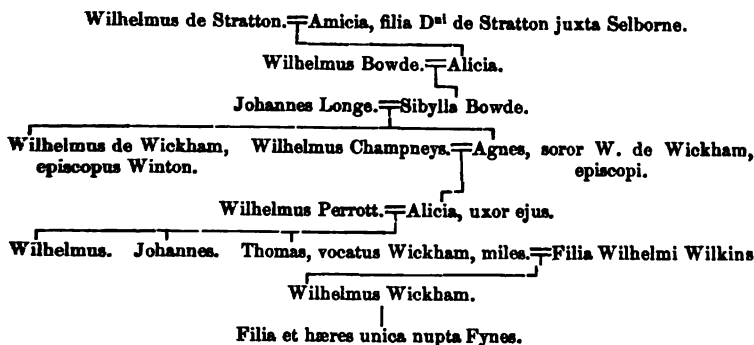 Wilhelmus de Stratton.=Amicia, filia Dⁿⁱ de Stratton juxta Selborne.
Wilhelmus Bowde.=Alicia.
Johannes Longe.=Sibylla Bowde.
Wilhelmus de Wickham, Wilhelmus Champneys.=Agnes, soror W. de Wickham,
episcopus Winton. episcopi.
Wilhelmus Perrott.=Alicia, uxor ejus.
Wilhelmus. Johannes. Thomas, vocatus Wickham, miles.=Filia Wilhelmi Wilkins
Wilhelmus Wickham.
Filia et hæres unica nupta Fynes.